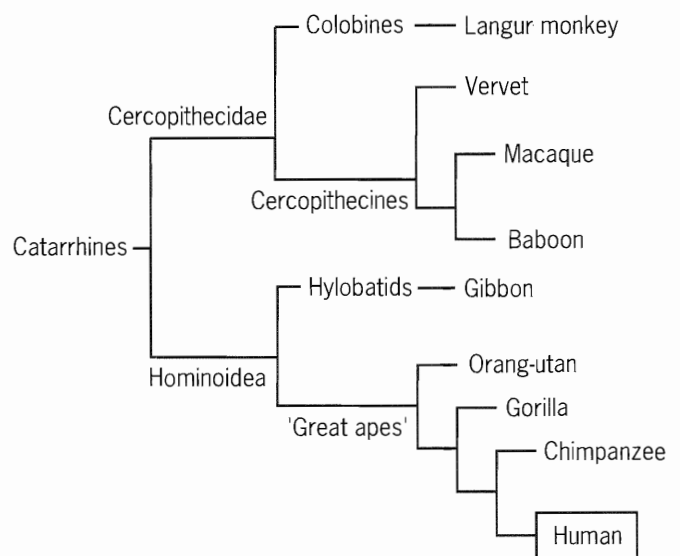 Colobines
Langur monkey
Vervet
Cercopithecidae
Macaque
Cercopithecines
Baboon
Catarrhines
Hylobatids
Gibbon
Orang-utan
Hominoidea
Gorilla
'Great apes'
Chimpanzee
Human